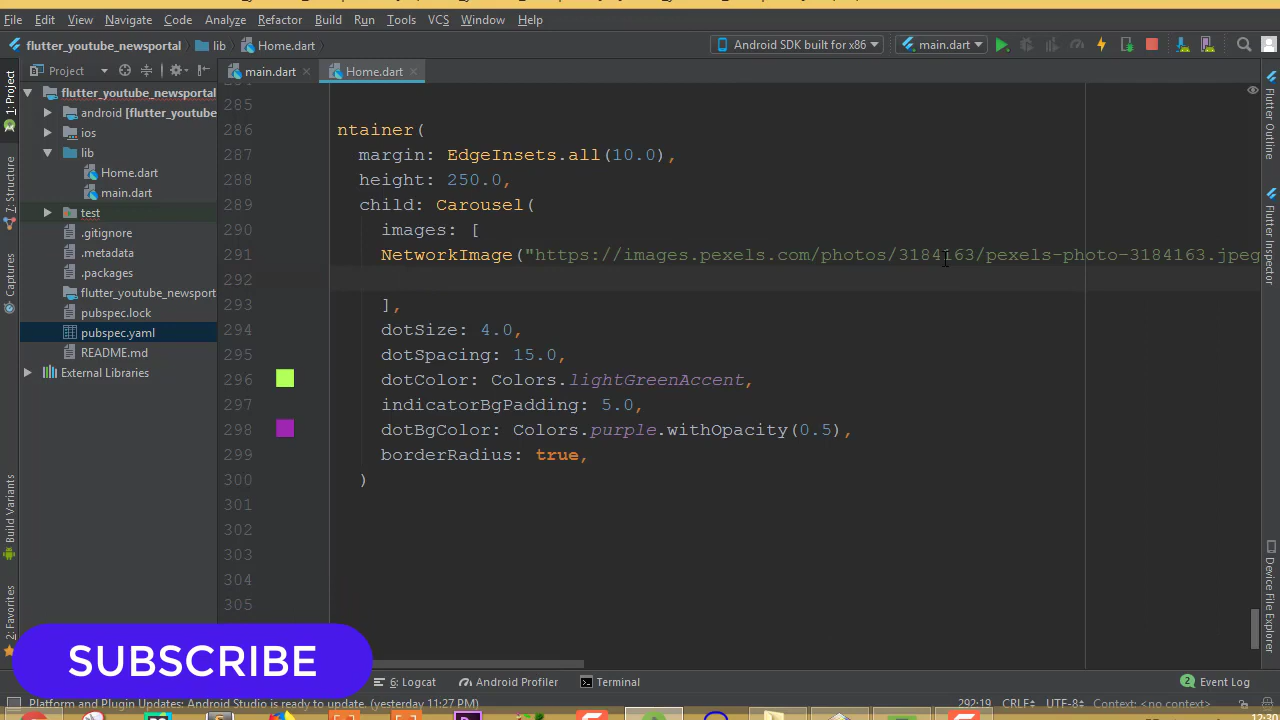 File Edit View Navigate Code Analyze Refactor Build Run Tools VCS Window Help
flutter_youtube_newsportal lib Home.dart Android SDK built for x86 main.dart
Project main.dart Home.dart
flutter_youtube_newsportal
android [flutter_youtube
ios
lib
Home.dart
main.dart
test
.gitignore
.metadata
.packages
flutter_youtube_newsport
pubspec.lock
pubspec.yaml
README.md
External Libraries
1: Project
7: Structure
Captures
Build Variants
2: Favorites
285
286 ntainer(
287 margin: EdgeInsets.all(10.0),
288 height: 250.0,
289 child: Carousel(
290 images: [
291 NetworkImage("https://images.pexels.com/photos/3184163/pexels-photo-3184163.jpeg
292
293 ],
294 dotSize: 4.0,
295 dotSpacing: 15.0,
296 dotColor: Colors.lightGreenAccent,
297 indicatorBgPadding: 5.0,
298 dotBgColor: Colors.purple.withOpacity(0.5),
299 borderRadius: true,
300 )
301
302
303
304
305
Flutter Outline
Flutter Inspector
Device File Explorer
SUBSCRIBE
6: Logcat Android Profiler Terminal 2 Event Log
Platform and Plugin Updates: Android Studio is ready to update. (yesterday 11:27 PM) 292:19 CRLF÷ UTF-8÷ Context: <no context>